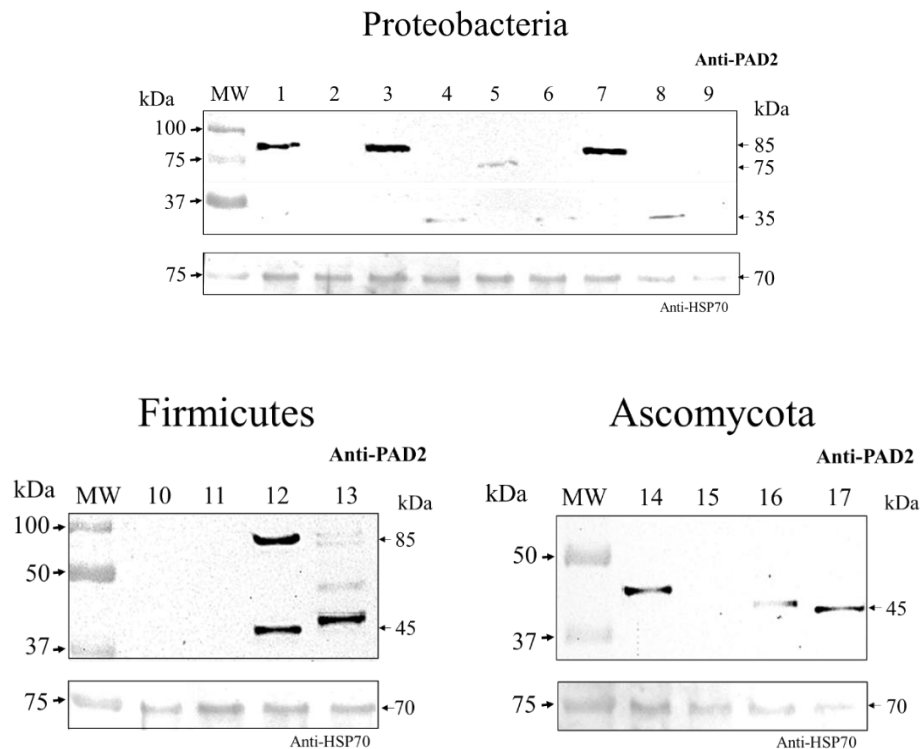 Proteobacteria
Anti-PAD2
kDa MW 1 2 3 4 5 6 7 8 9 kDa
100 85
75 75
37 35
75 70
Anti-HSP70
Firmicutes
Anti-PAD2
kDa MW 10 11 12 13 kDa
100 85
50
45
37
75 70
Anti-HSP70
Ascomycota
Anti-PAD2
kDa MW 14 15 16 17 kDa
50
45
37
75 70
Anti-HSP70